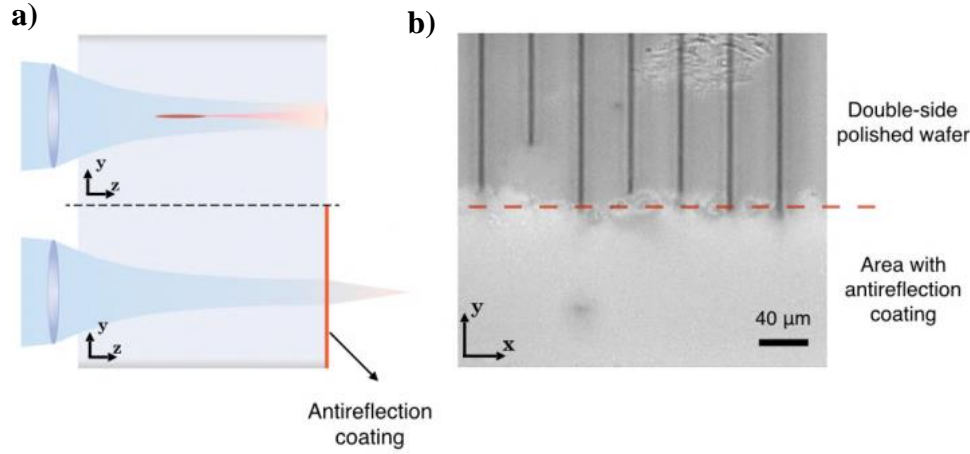 a)
b)
y
z
y
z
Antireflection
coating
Double-side
polished wafer
Area with
antireflection
coating
y
x
40 µm